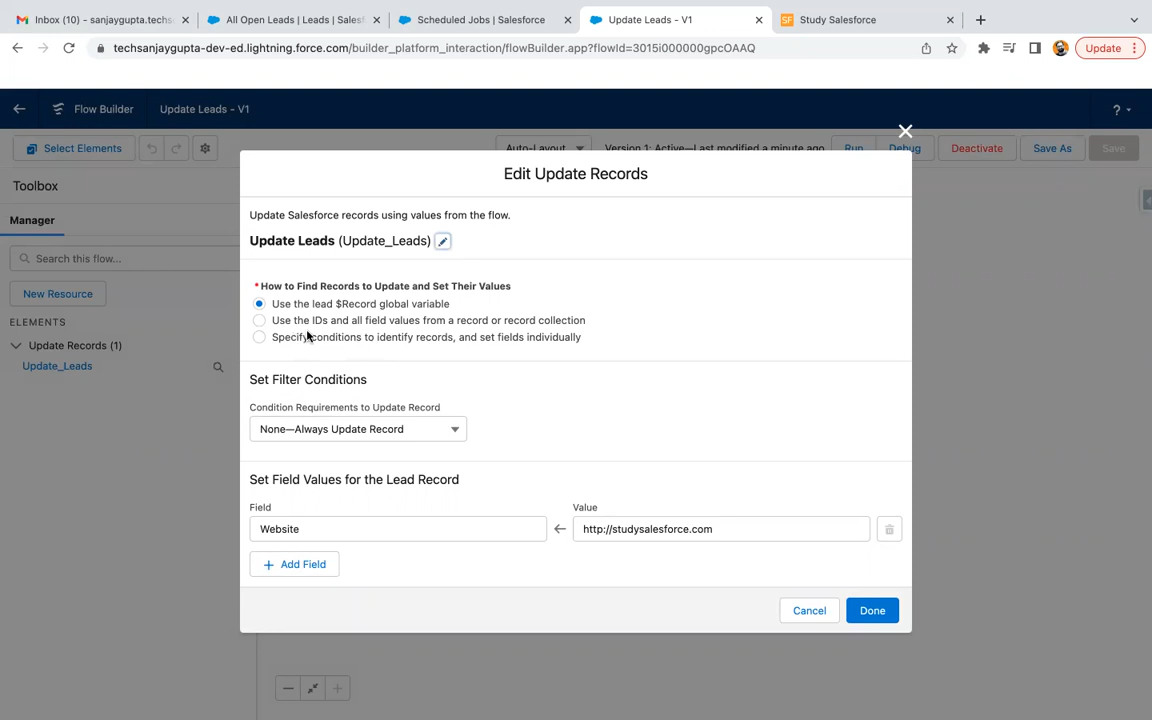 Inbox (10) - sanjaygupta.techs
All Open Leads | Leads | Salesf
Scheduled Jobs | Salesforce
Update Leads - V1
SF Study Salesforce
techsanjaygupta-dev-ed.lightning.force.com/builder_platform_interaction/flowBuilder.app?flowId=3015i000000gpcOAAQ
Update
Flow Builder
Update Leads - V1
?
Select Elements
Auto-Layout
Version 1: Active—Last modified a minute ago
Run
Debug
Deactivate
Save As
Save
Toolbox
Manager
Search this flow...
New Resource
ELEMENTS
Update Records (1)
Update_Leads
Edit Update Records
Update Salesforce records using values from the flow.
Update Leads (Update_Leads)
*How to Find Records to Update and Set Their Values
Use the lead $Record global variable
Use the IDs and all field values from a record or record collection
Specify conditions to identify records, and set fields individually
Set Filter Conditions
Condition Requirements to Update Record
None—Always Update Record
Set Field Values for the Lead Record
Field
Value
Website
http://studysalesforce.com
Add Field
Cancel
Done